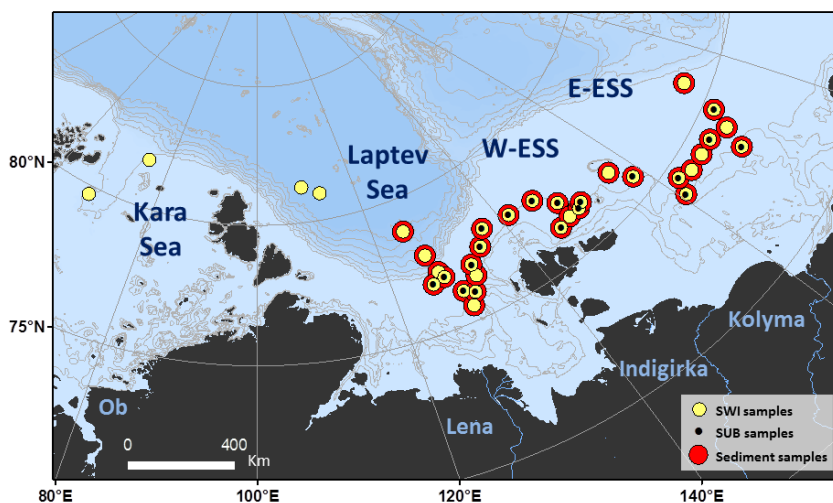 E-ESS
W-ESS
Laptev
Sea
Kara
Sea
80°N
75°N
Kolyma
Indigirka
Lena
Ob
0 400
Km
SWI samples
SUB samples
Sediment samples
80°E 100°E 120°E 140°E